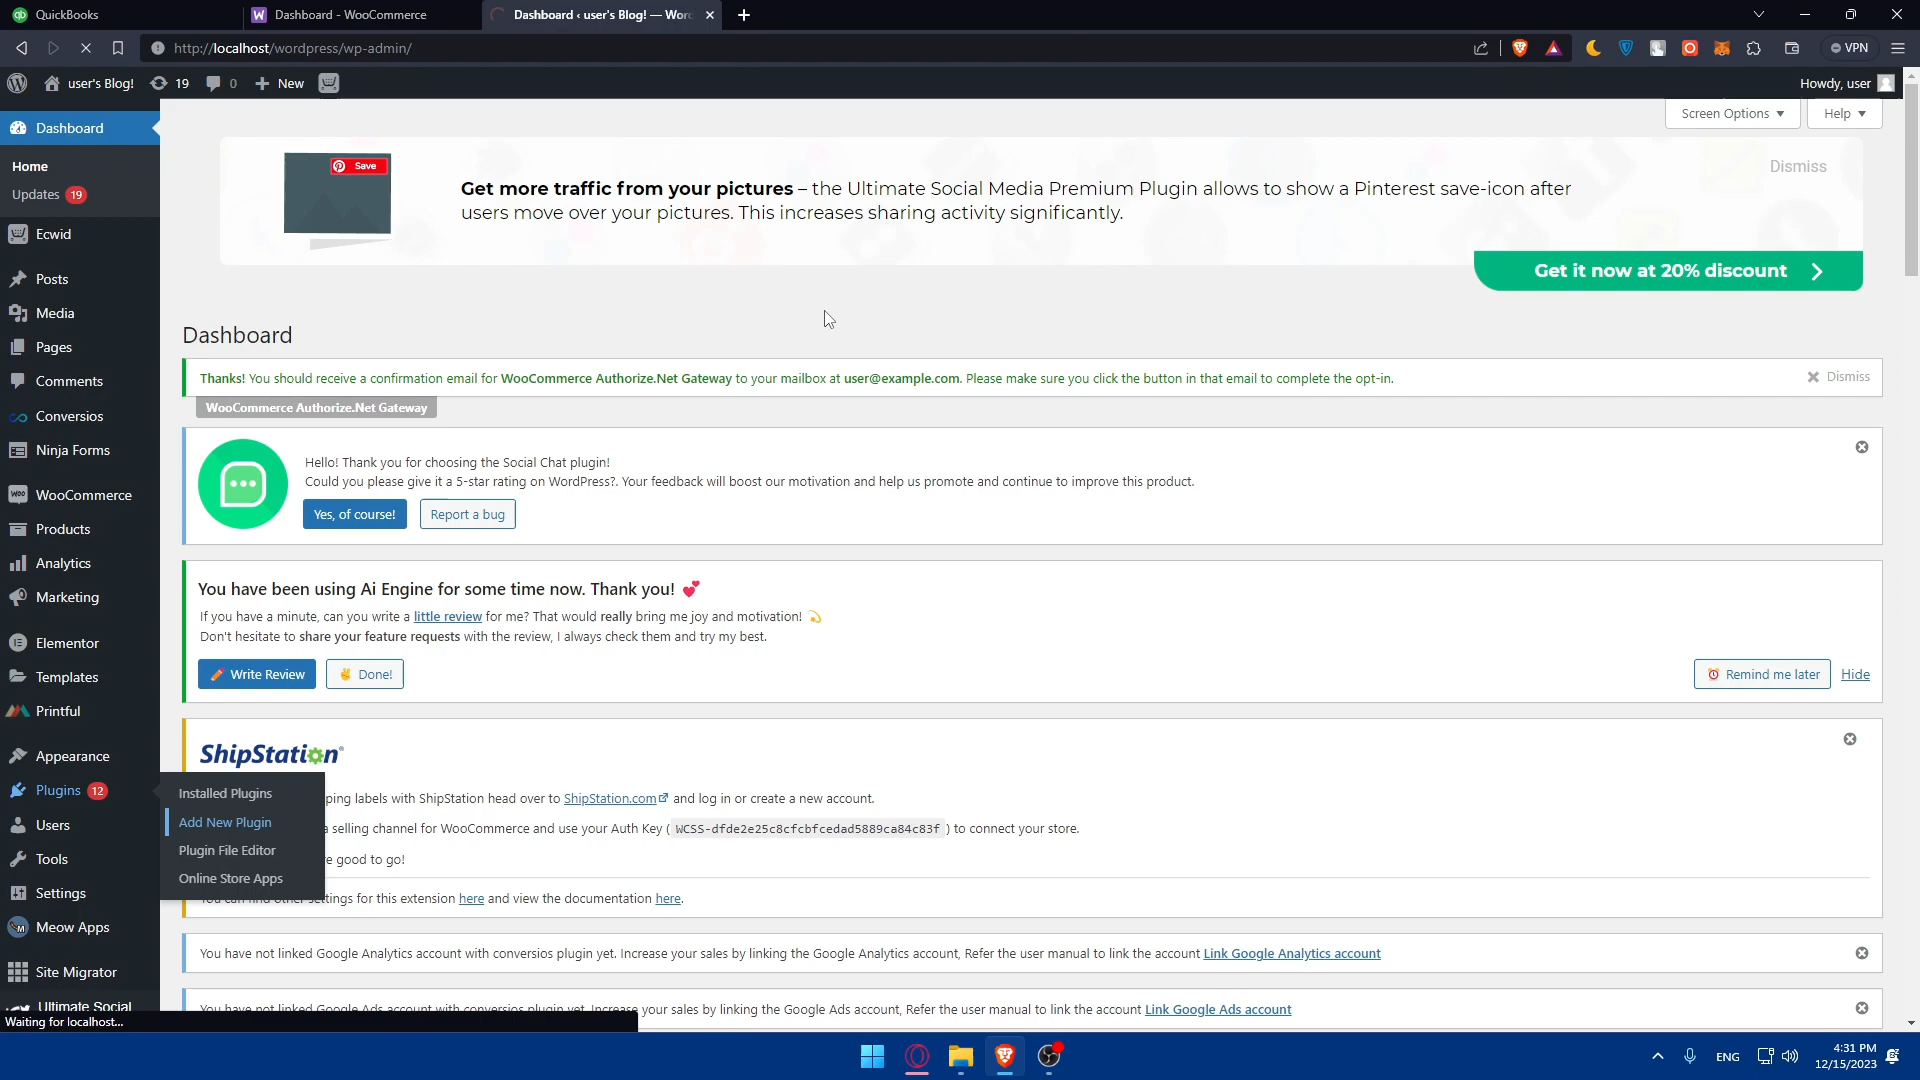 QuickBooks
Dashboard - WooCommerce
Dashboard ‹ user's Blog! — Wor
http://localhost/wordpress/wp-admin/
VPN
user's Blog!
19
0
New
Howdy, user
Screen Options
Help
Dashboard
Home
Updates 19
Ecwid
Posts
Media
Pages
Comments
Conversios
Ninja Forms
WooCommerce
Products
Analytics
Marketing
Elementor
Templates
Printful
Appearance
Plugins 12
Users
Tools
Settings
Meow Apps
Site Migrator
Ultimate Social
Installed Plugins
Add New Plugin
Plugin File Editor
Online Store Apps
Save
Get more traffic from your pictures – the Ultimate Social Media Premium Plugin allows to show a Pinterest save-icon after
users move over your pictures. This increases sharing activity significantly.
Dismiss
Get it now at 20% discount
Dashboard
Thanks! You should receive a confirmation email for WooCommerce Authorize.Net Gateway to your mailbox at user@example.com. Please make sure you click the button in that email to complete the opt-in.
Dismiss
WooCommerce Authorize.Net Gateway
Hello! Thank you for choosing the Social Chat plugin!
Could you please give it a 5-star rating on WordPress?. Your feedback will boost our motivation and help us promote and continue to improve this product.
Yes, of course!
Report a bug
You have been using Ai Engine for some time now. Thank you! 💕
If you have a minute, can you write a little review for me? That would really bring me joy and motivation! 💫
Don't hesitate to share your feature requests with the review, I always check them and try my best.
Write Review
Done!
Remind me later
Hide
ShipStation
ping labels with ShipStation head over to ShipStation.com and log in or create a new account.
a selling channel for WooCommerce and use your Auth Key ( WCSS-dfde2e25c8cfcbfcedad5889ca84c83f ) to connect your store.
e good to go!
You can find other settings for this extension here and view the documentation here.
You have not linked Google Analytics account with conversios plugin yet. Increase your sales by linking the Google Analytics account, Refer the user manual to link the account Link Google Analytics account
You have not linked Google Ads account with conversios plugin yet. Increase your sales by linking the Google Ads account, Refer the user manual to link the account Link Google Ads account
Waiting for localhost...
ENG
4:31 PM
12/15/2023